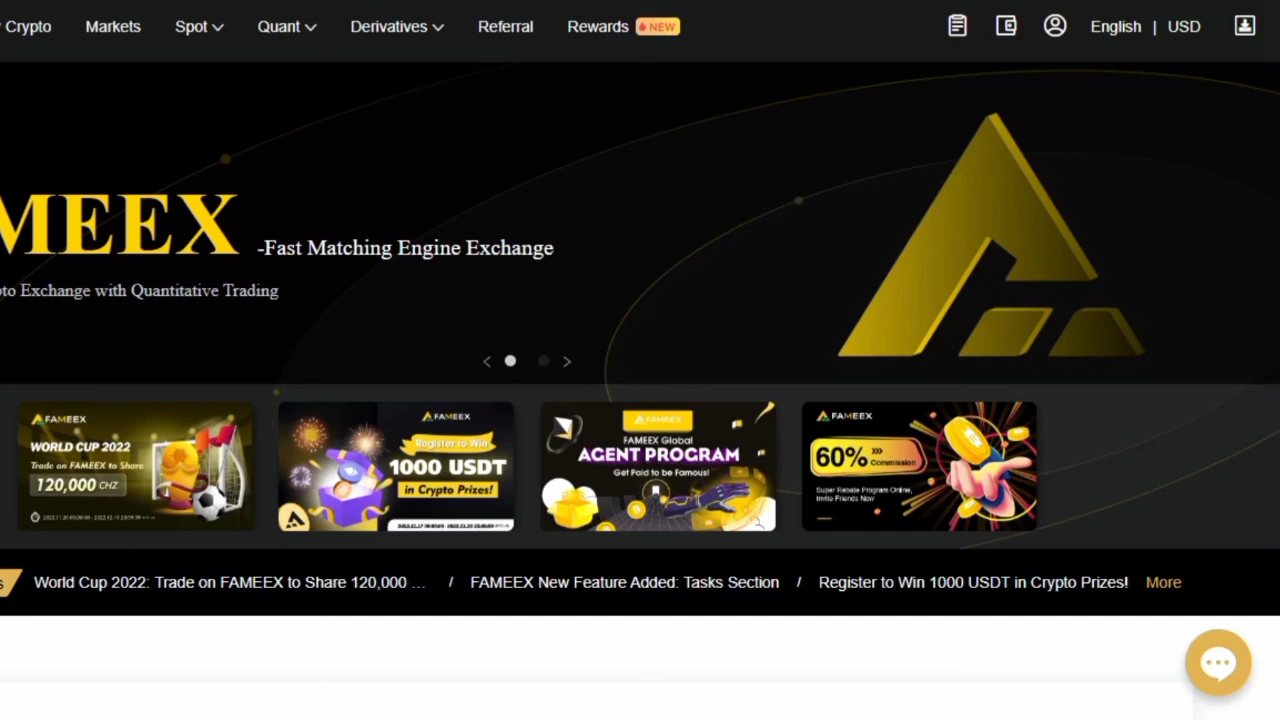 Crypto Markets Spot Quant Derivatives Referral Rewards NEW English | USD
MEEX -Fast Matching Engine Exchange
to Exchange with Quantitative Trading
FAMEEX
WORLD CUP 2022
Trade on FAMEEX to Share
120,000 CHZ
FAMEEX
Register to Win
1000 USDT
in Crypto Prizes!
FAMEEX
FAMEEX Global
AGENT PROGRAM
Get Paid to be Famous!
FAMEEX
60% Commission
Super Rebate Program Online,
Invite Friends Now
World Cup 2022: Trade on FAMEEX to Share 120,000 ... / FAMEEX New Feature Added: Tasks Section / Register to Win 1000 USDT in Crypto Prizes! More